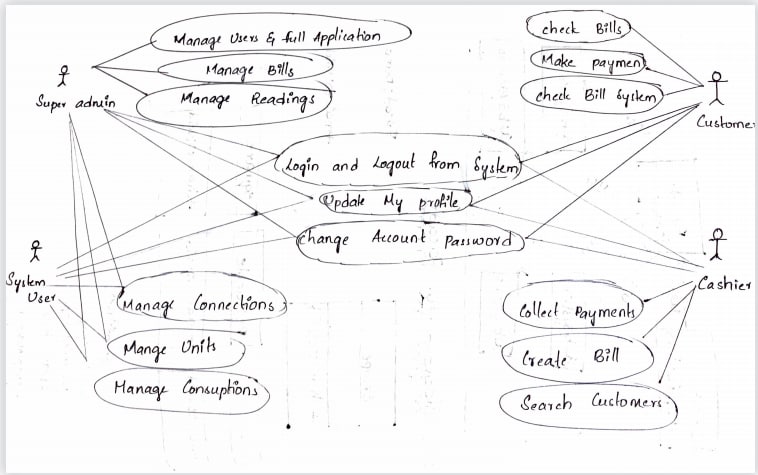 Manage Users & full Application
Manage Bills
Manage Readings
Super admin
check Bills
Make paymen
check Bill System
Custome
Login and Logout from System
Update My profile
change Account Password
System
User
Cashier
Manage Connections
Mange Units
Manage Consuptions
Collect Payments
Create Bill
Search Customers